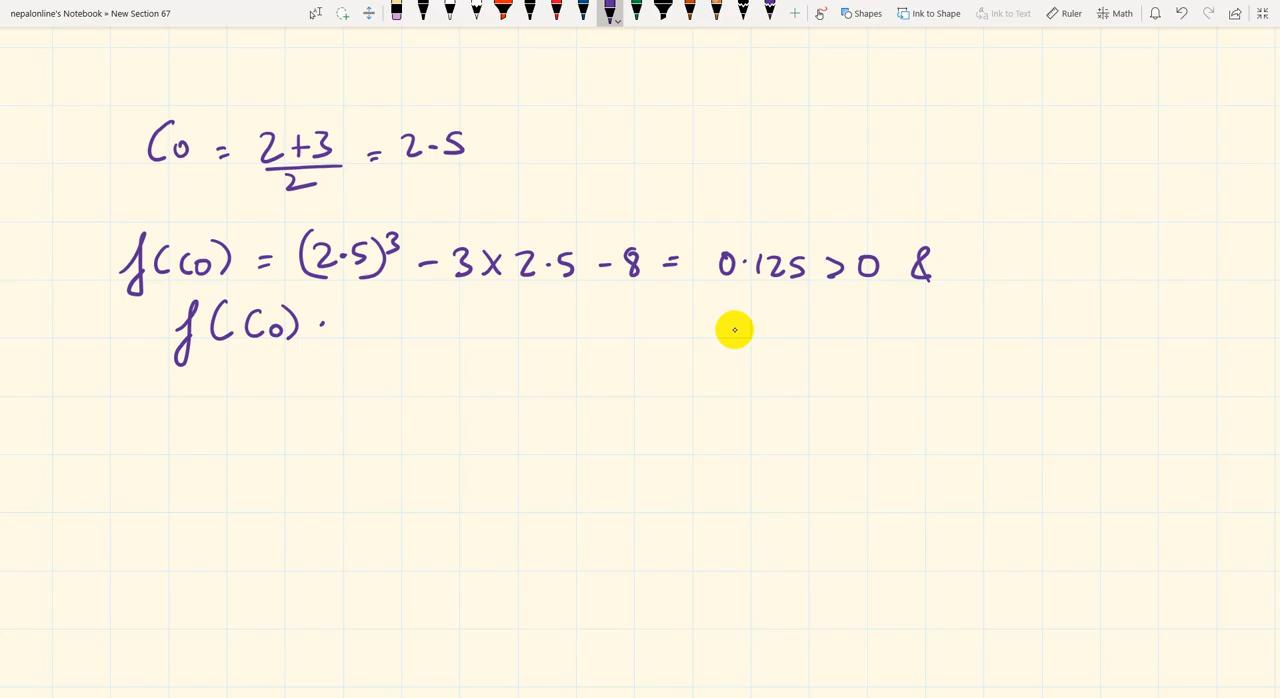 nepalonline's Notebook » New Section 67
Shapes
Ink to Shape
Ink to Text
Ruler
Math
C0 = 2+3/2 = 2.5
f(C0) = (2.5)³ - 3 × 2.5 - 8 = 0.125 > 0 &
f(C0) .